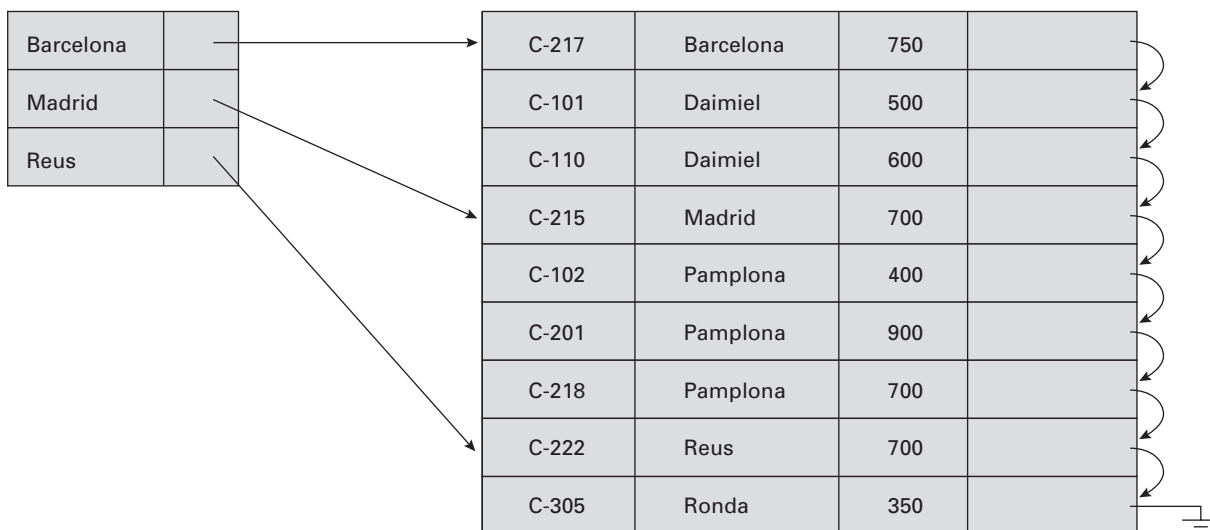 Barcelona
Madrid
Reus
C-217 Barcelona 750
C-101 Daimiel 500
C-110 Daimiel 600
C-215 Madrid 700
C-102 Pamplona 400
C-201 Pamplona 900
C-218 Pamplona 700
C-222 Reus 700
C-305 Ronda 350